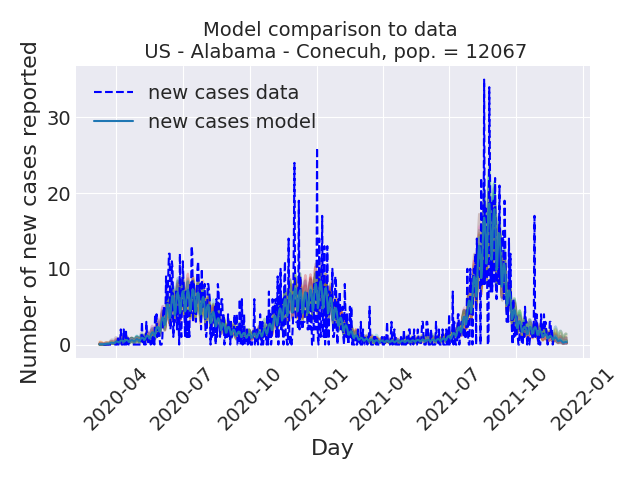 Model comparison to data
US - Alabama - Conecuh, pop. = 12067
Number of new cases reported
30
20
10
0
new cases data
new cases model
2020-04
2020-07
2020-10
2021-01
2021-04
2021-07
2021-10
2022-01
Day